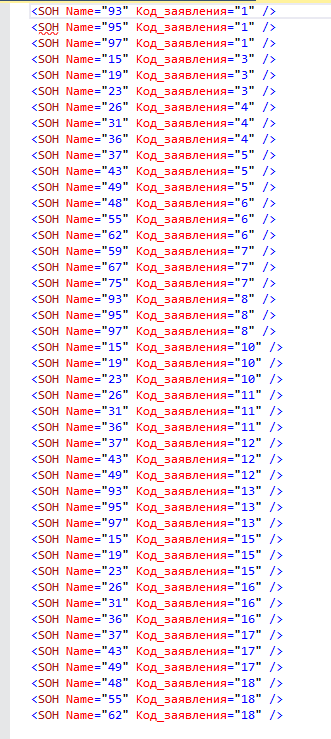 <SOH Name="93" Код_заявления="1" />
<SOH Name="95" Код_заявления="1" />
<SOH Name="97" Код_заявления="1" />
<SOH Name="15" Код_заявления="3" />
<SOH Name="19" Код_заявления="3" />
<SOH Name="23" Код_заявления="3" />
<SOH Name="26" Код_заявления="4" />
<SOH Name="31" Код_заявления="4" />
<SOH Name="36" Код_заявления="4" />
<SOH Name="37" Код_заявления="5" />
<SOH Name="43" Код_заявления="5" />
<SOH Name="49" Код_заявления="5" />
<SOH Name="48" Код_заявления="6" />
<SOH Name="55" Код_заявления="6" />
<SOH Name="62" Код_заявления="6" />
<SOH Name="59" Код_заявления="7" />
<SOH Name="67" Код_заявления="7" />
<SOH Name="75" Код_заявления="7" />
<SOH Name="93" Код_заявления="8" />
<SOH Name="95" Код_заявления="8" />
<SOH Name="97" Код_заявления="8" />
<SOH Name="15" Код_заявления="10" />
<SOH Name="19" Код_заявления="10" />
<SOH Name="23" Код_заявления="10" />
<SOH Name="26" Код_заявления="11" />
<SOH Name="31" Код_заявления="11" />
<SOH Name="36" Код_заявления="11" />
<SOH Name="37" Код_заявления="12" />
<SOH Name="43" Код_заявления="12" />
<SOH Name="49" Код_заявления="12" />
<SOH Name="93" Код_заявления="13" />
<SOH Name="95" Код_заявления="13" />
<SOH Name="97" Код_заявления="13" />
<SOH Name="15" Код_заявления="15" />
<SOH Name="19" Код_заявления="15" />
<SOH Name="23" Код_заявления="15" />
<SOH Name="26" Код_заявления="16" />
<SOH Name="31" Код_заявления="16" />
<SOH Name="36" Код_заявления="16" />
<SOH Name="37" Код_заявления="17" />
<SOH Name="43" Код_заявления="17" />
<SOH Name="49" Код_заявления="17" />
<SOH Name="48" Код_заявления="18" />
<SOH Name="55" Код_заявления="18" />
<SOH Name="62" Код_заявления="18" />